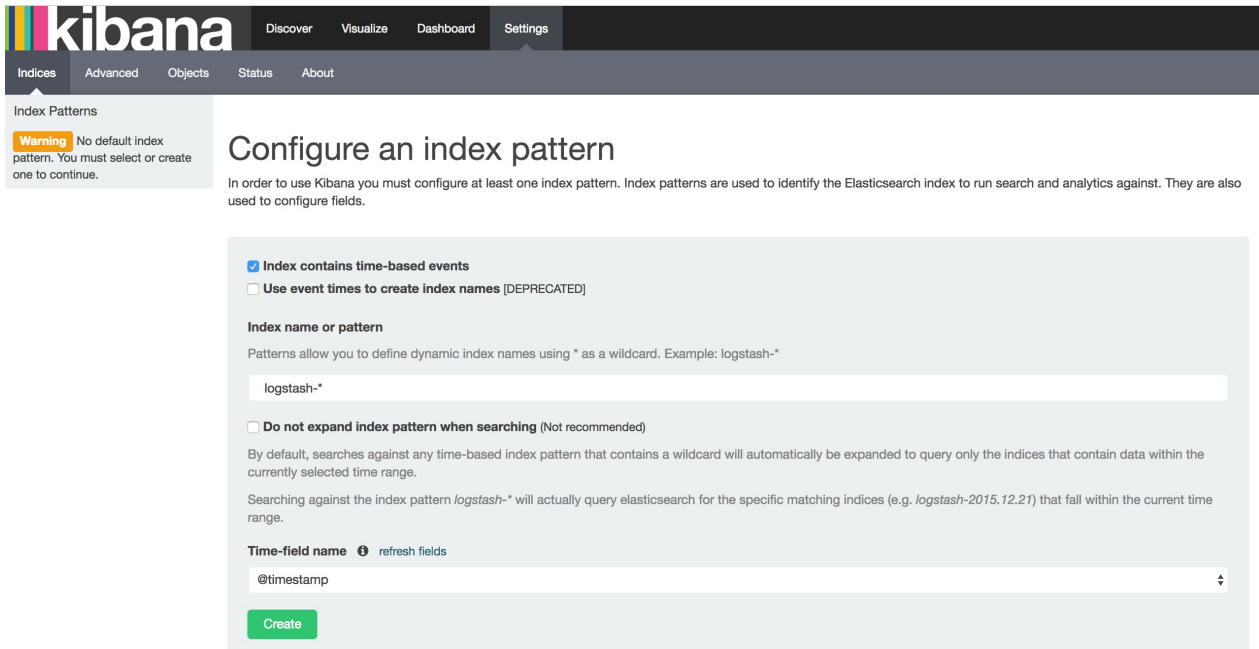 kibana
Discover Visualize Dashboard Settings
Indices Advanced Objects Status About
Index Patterns
Warning No default index
pattern. You must select or create
one to continue.
Configure an index pattern
In order to use Kibana you must configure at least one index pattern. Index patterns are used to identify the Elasticsearch index to run search and analytics against. They are also
used to configure fields.
Index contains time-based events
Use event times to create index names [DEPRECATED]
Index name or pattern
Patterns allow you to define dynamic index names using * as a wildcard. Example: logstash-*
logstash-*
Do not expand index pattern when searching (Not recommended)
By default, searches against any time-based index pattern that contains a wildcard will automatically be expanded to query only the indices that contain data within the
currently selected time range.
Searching against the index pattern logstash-* will actually query elasticsearch for the specific matching indices (e.g. logstash-2015.12.21) that fall within the current time
range.
Time-field name refresh fields
@timestamp
Create